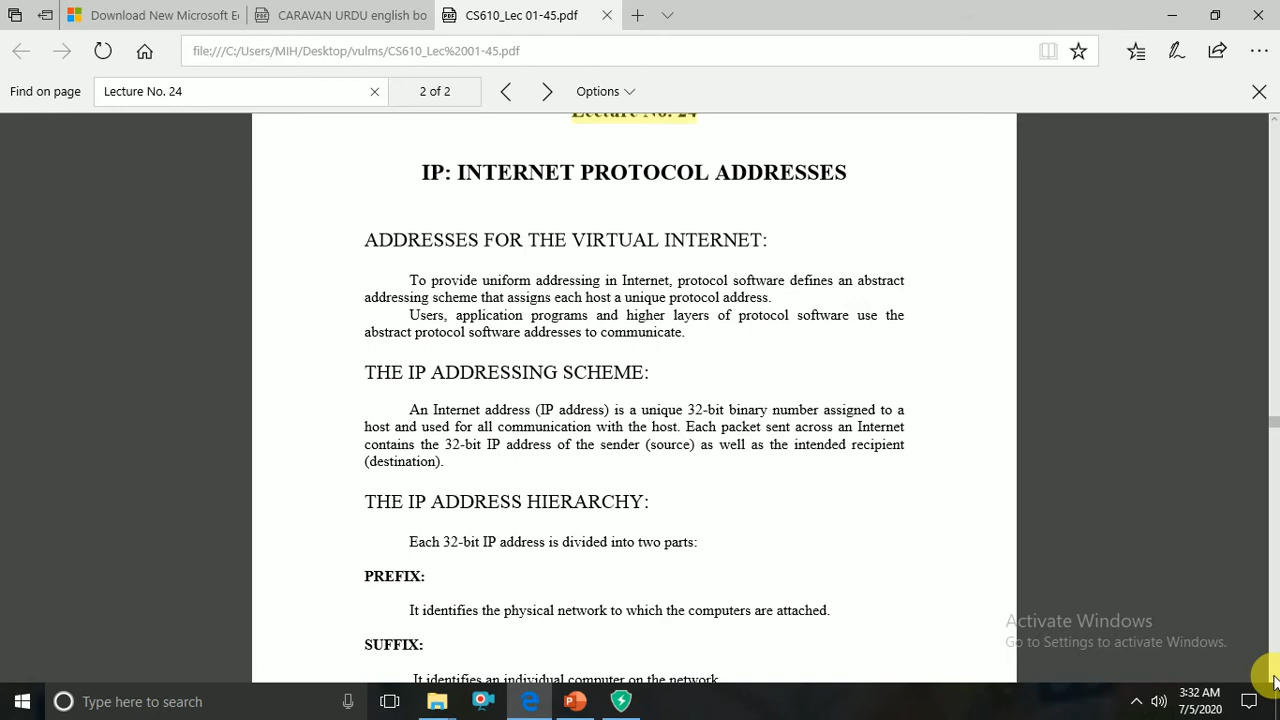 Download New Microsoft E
CARAVAN URDU english bo
CS610_Lec 01-45.pdf
file:///C:/Users/MIH/Desktop/vulms/CS610_Lec%2001-45.pdf
Find on page
Lecture No. 24
2 of 2
Options
Lecture No. 24
IP: INTERNET PROTOCOL ADDRESSES
ADDRESSES FOR THE VIRTUAL INTERNET:
To provide uniform addressing in Internet, protocol software defines an abstract
addressing scheme that assigns each host a unique protocol address.
Users, application programs and higher layers of protocol software use the
abstract protocol software addresses to communicate.
THE IP ADDRESSING SCHEME:
An Internet address (IP address) is a unique 32-bit binary number assigned to a
host and used for all communication with the host. Each packet sent across an Internet
contains the 32-bit IP address of the sender (source) as well as the intended recipient
(destination).
THE IP ADDRESS HIERARCHY:
Each 32-bit IP address is divided into two parts:
PREFIX:
It identifies the physical network to which the computers are attached.
SUFFIX:
It identifies an individual computer on the network.
Activate Windows
Go to Settings to activate Windows.
Type here to search
3:32 AM
7/5/2020